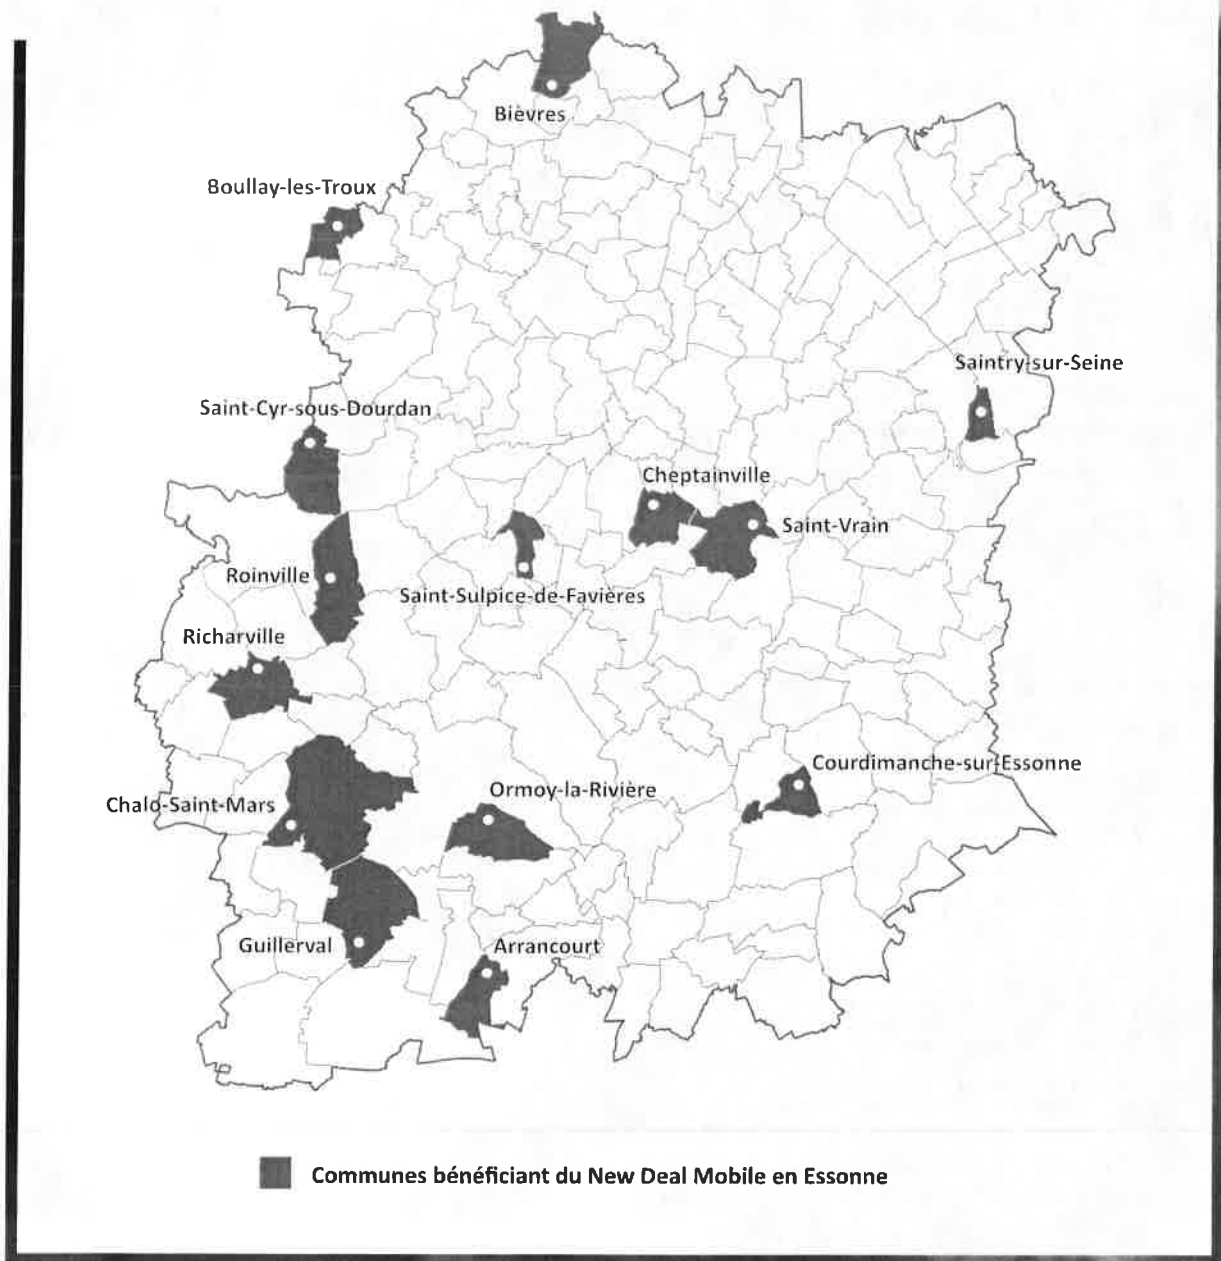 Bièvres
Boullay-les-Troux
Saintry-sur-Seine
Saint-Cyr-sous-Dourdan
Cheptainville
Saint-Vrain
Roinville
Saint-Sulpice-de-Favières
Richarville
Courdimanche-sur-Essonne
Ormoy-la-Rivière
Chalo-Saint-Mars
Guillerval
Arrancourt
Communes bénéficiant du New Deal Mobile en Essonne